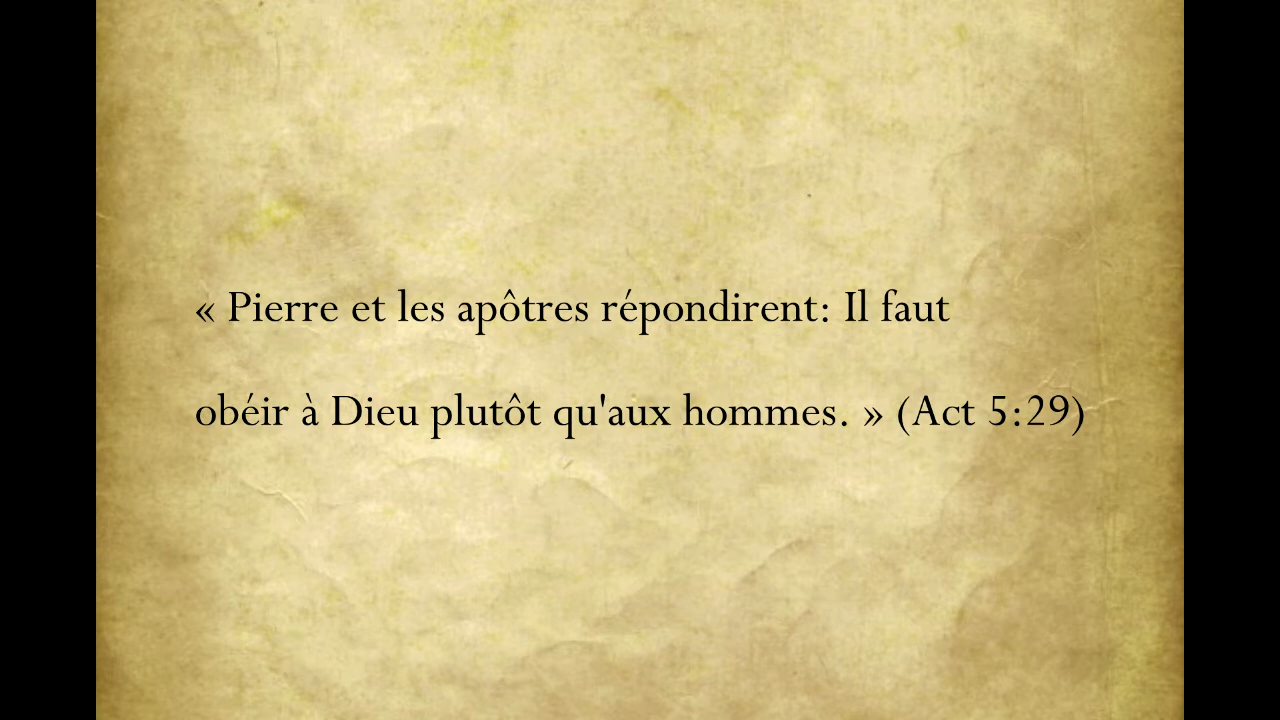 « Pierre et les apôtres répondirent: Il faut
obéir à Dieu plutôt qu'aux hommes. » (Act 5:29)